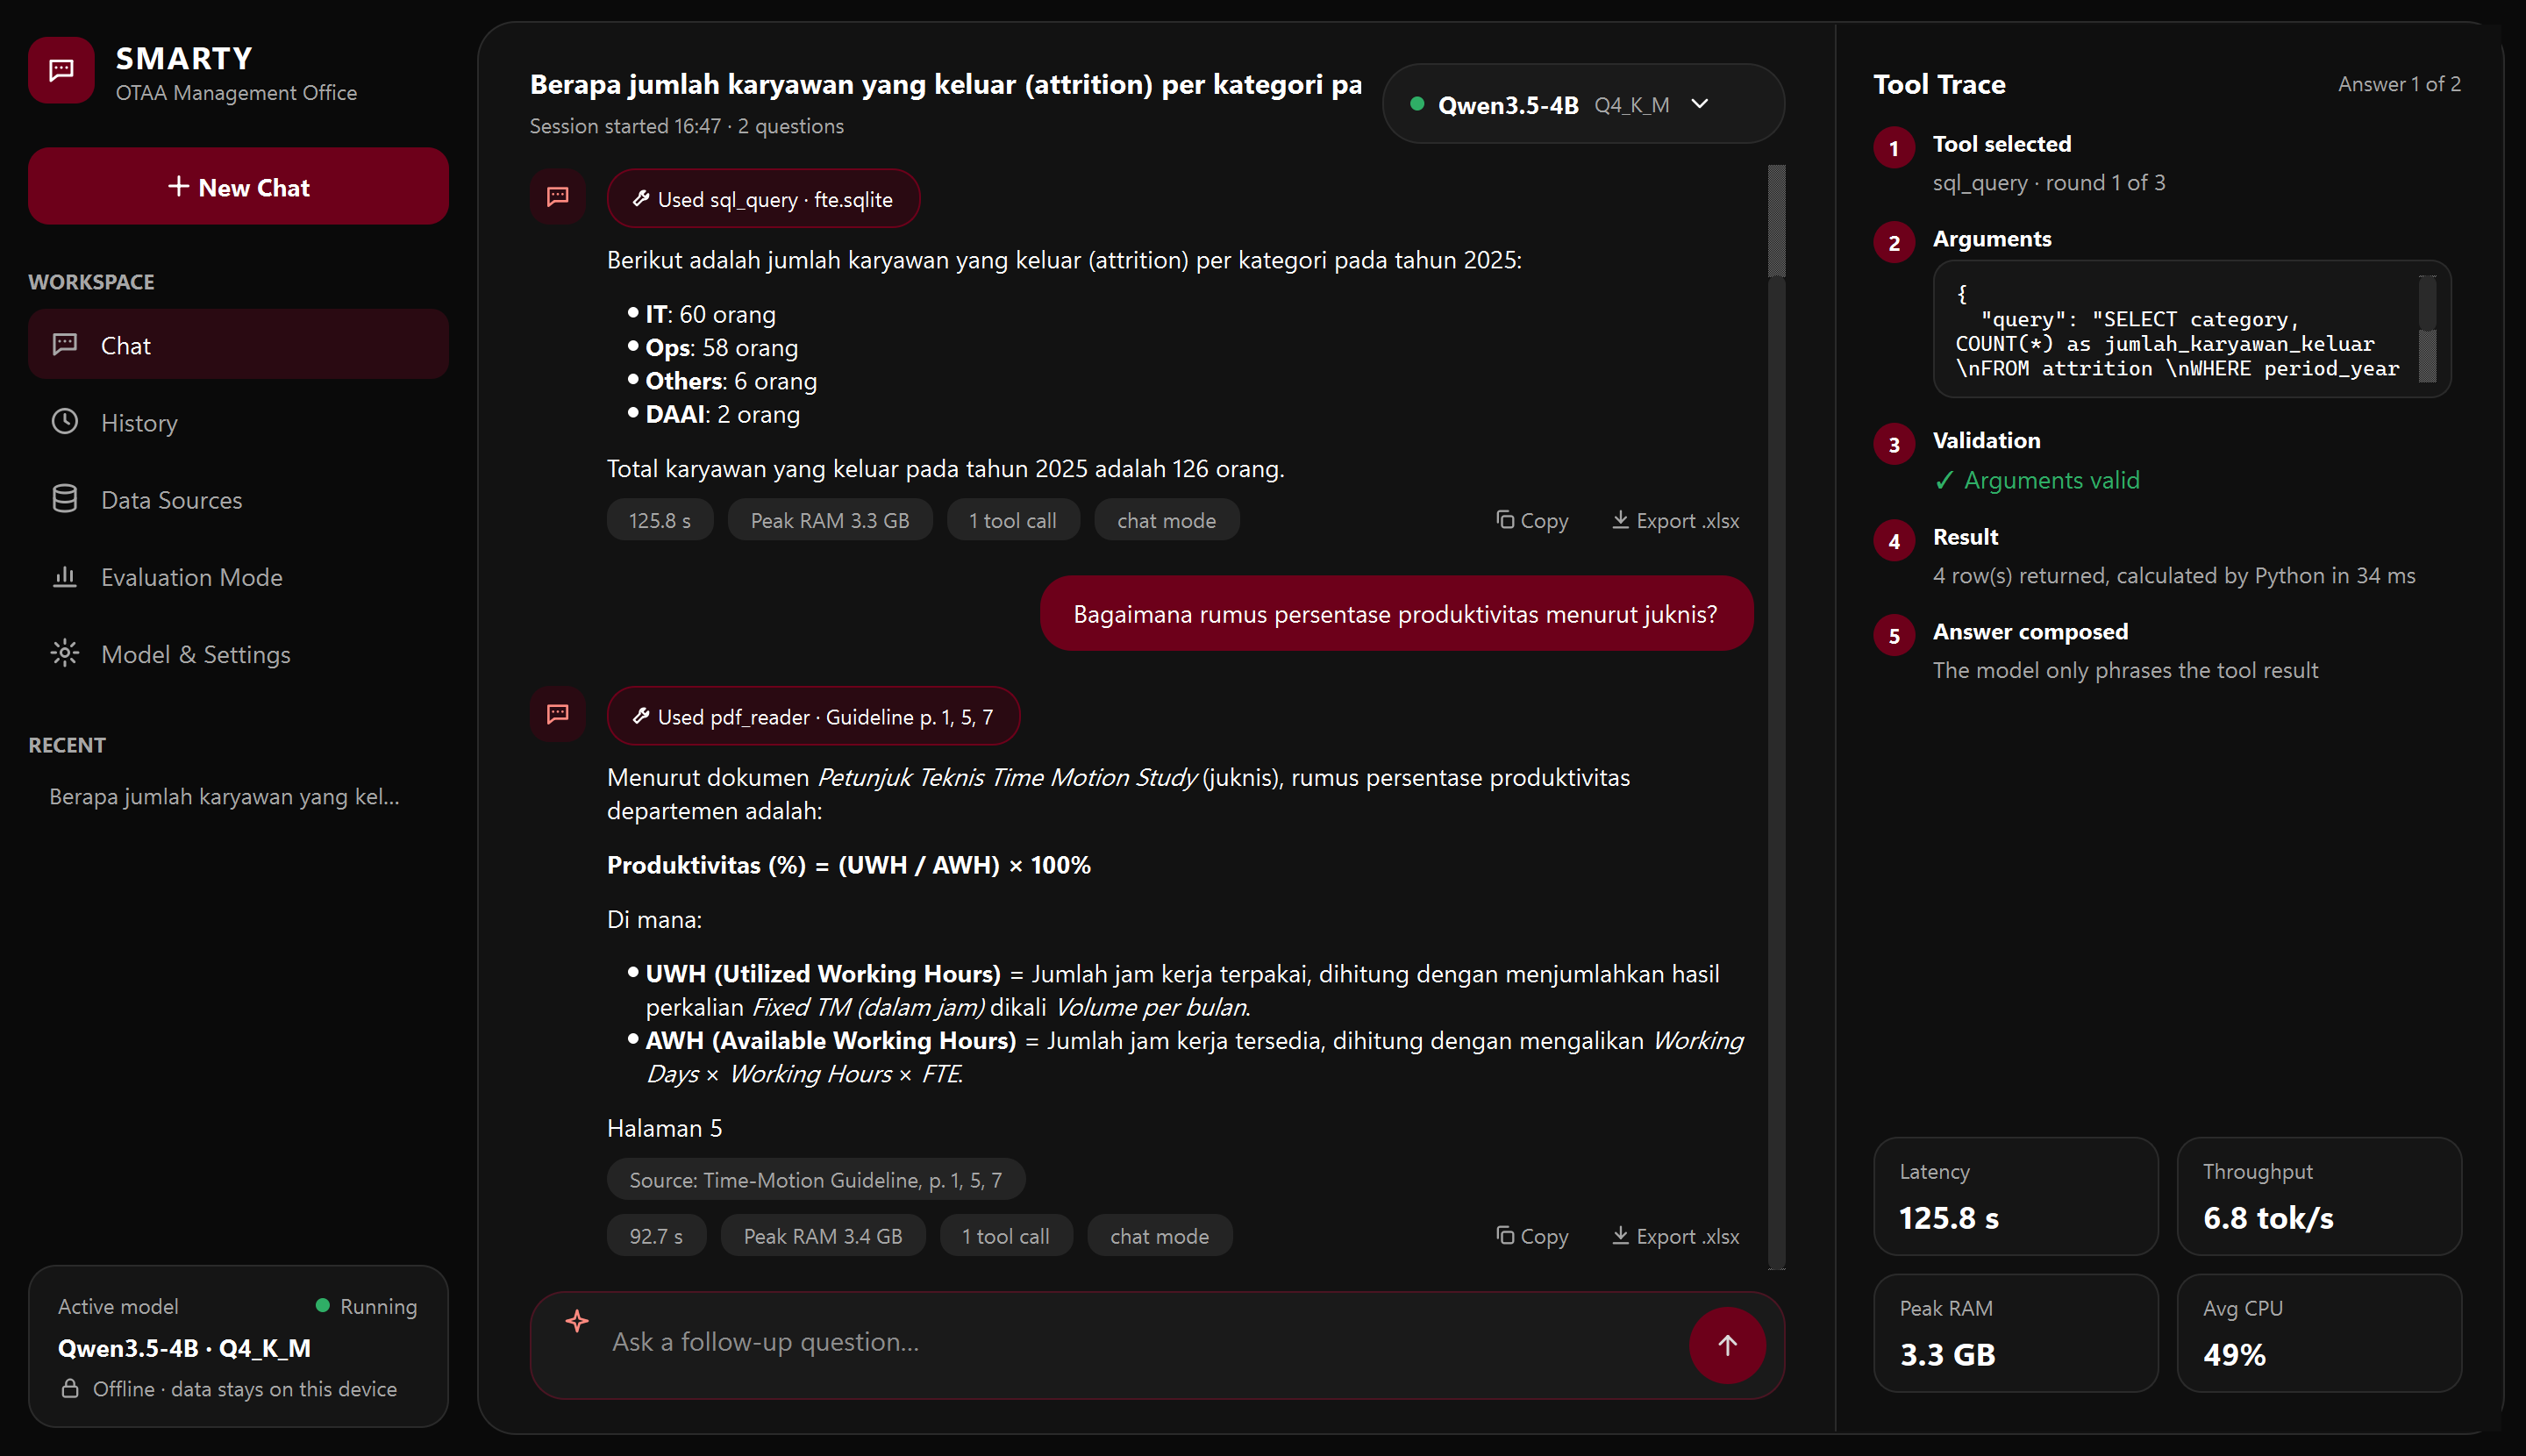 SMARTY
OTAA Management Office
New Chat
WORKSPACE
Chat
History
Data Sources
Evaluation Mode
Model & Settings
RECENT
Berapa jumlah karyawan yang kel...
Active model
Running
Qwen3.5-4B · Q4_K_M
Offline · data stays on this device
Berapa jumlah karyawan yang keluar (attrition) per kategori pa
Session started 16:47 · 2 questions
Qwen3.5-4B Q4_K_M
Used sql_query · fte.sqlite
Berikut adalah jumlah karyawan yang keluar (attrition) per kategori pada tahun 2025:
• IT: 60 orang
• Ops: 58 orang
• Others: 6 orang
• DAAI: 2 orang
Total karyawan yang keluar pada tahun 2025 adalah 126 orang.
125.8 s
Peak RAM 3.3 GB
1 tool call
chat mode
Copy
Export .xlsx
Bagaimana rumus persentase produktivitas menurut juknis?
Used pdf_reader · Guideline p. 1, 5, 7
Menurut dokumen Petunjuk Teknis Time Motion Study (juknis), rumus persentase produktivitas
departemen adalah:
Produktivitas (%) = (UWH / AWH) × 100%
Di mana:
• UWH (Utilized Working Hours) = Jumlah jam kerja terpakai, dihitung dengan menjumlahkan hasil
perkalian Fixed TM (dalam jam) dikali Volume per bulan.
• AWH (Available Working Hours) = Jumlah jam kerja tersedia, dihitung dengan mengalikan Working
Days × Working Hours × FTE.
Halaman 5
Source: Time-Motion Guideline, p. 1, 5, 7
92.7 s
Peak RAM 3.4 GB
1 tool call
chat mode
Copy
Export .xlsx
Ask a follow-up question...
Tool Trace
Answer 1 of 2
1
Tool selected
sql_query · round 1 of 3
2
Arguments
{
"query": "SELECT category,
COUNT(*) as jumlah_karyawan_keluar
\nFROM attrition \nWHERE period_year
3
Validation
✓ Arguments valid
4
Result
4 row(s) returned, calculated by Python in 34 ms
5
Answer composed
The model only phrases the tool result
Latency
125.8 s
Throughput
6.8 tok/s
Peak RAM
3.3 GB
Avg CPU
49%